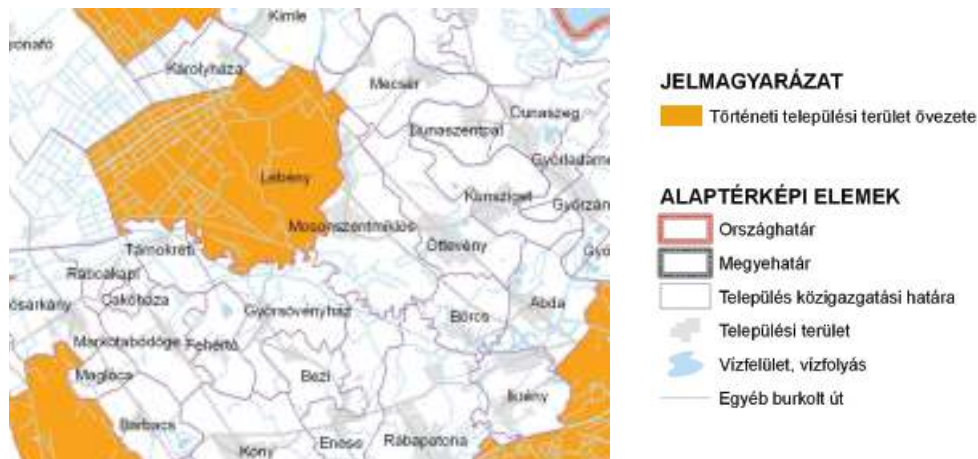 Kimle
Károlyháza
Mecsér
Dunaszeg
Dunaszentpál
Lébény
Kunsziget
Mosonszentmiklós
Öttevény
Tárnokréti
Rábcakapi
Cakóháza
Győrsövényház
Börcs
Abda
Markotabödöge
Fehértó
Maglóca
Bezi
Ikrény
Barbacs
Enese
Rábapatona
Kóny
JELMAGYARÁZAT
Történeti települési terület övezete
ALAPTÉRKÉPI ELEMEK
Országhatár
Megyehatár
Település közigazgatási határa
Települési terület
Vízfelület, vízfolyás
Egyéb burkolt út